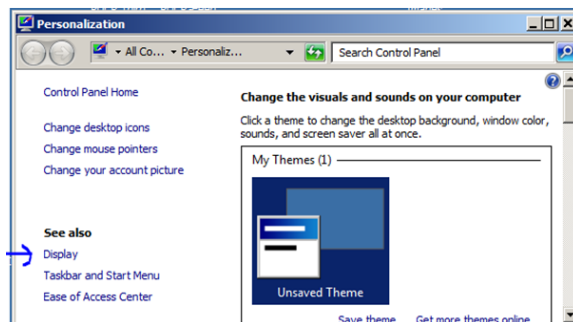 Personalization
All Co... Personaliz...
Search Control Panel
Control Panel Home
Change desktop icons
Change mouse pointers
Change your account picture
See also
Display
Taskbar and Start Menu
Ease of Access Center
Change the visuals and sounds on your computer
Click a theme to change the desktop background, window color,
sounds, and screen saver all at once.
My Themes (1)
Unsaved Theme
Save theme Get more themes online